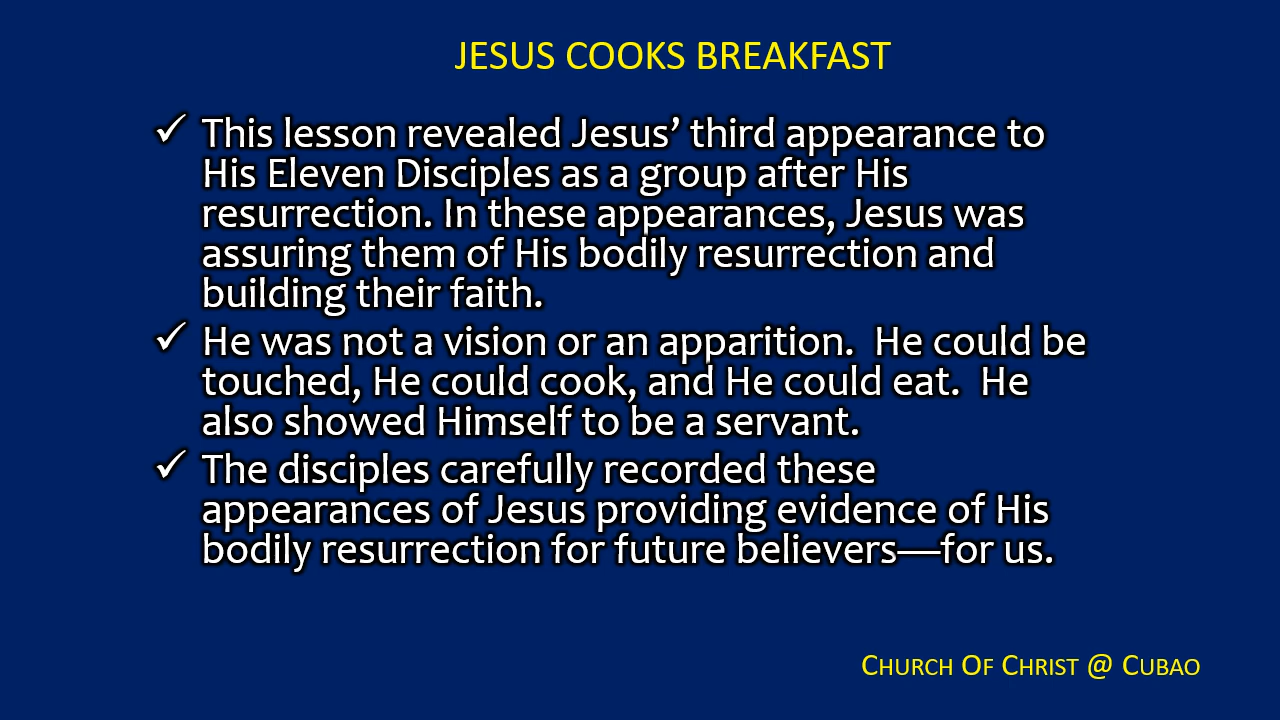 JESUS COOKS BREAKFAST
✓ This lesson revealed Jesus’ third appearance to
His Eleven Disciples as a group after His
resurrection. In these appearances, Jesus was
assuring them of His bodily resurrection and
building their faith.
✓ He was not a vision or an apparition.  He could be
touched, He could cook, and He could eat.  He
also showed Himself to be a servant.
✓ The disciples carefully recorded these
appearances of Jesus providing evidence of His
bodily resurrection for future believers—for us.
CHURCH OF CHRIST @ CUBAO